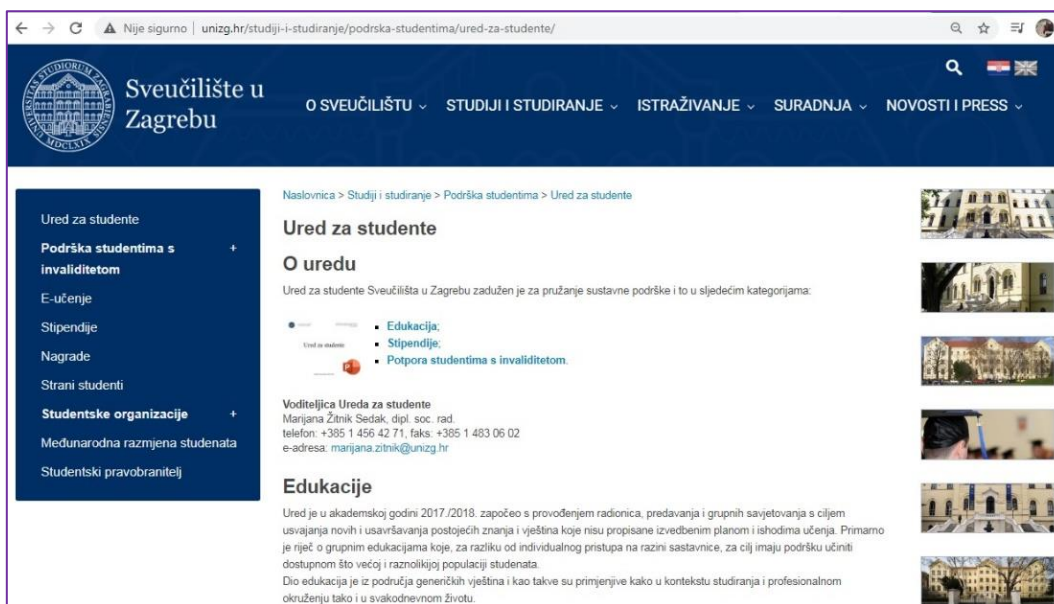 Nije sigurno | unizg.hr/studiji-i-studiranje/podrska-studentima/ured-za-studente/
Sveučilište u
Zagrebu
O SVEUČILIŠTU
STUDIJI I STUDIRANJE
ISTRAŽIVANJE
SURADNJA
NOVOSTI I PRESS
Ured za studente
Podrška studentima s +
invaliditetom
E-učenje
Stipendije
Nagrade
Strani studenti
Studentske organizacije +
Međunarodna razmjena studenata
Studentski pravobranitelj
Naslovnica > Studiji i studiranje > Podrška studentima > Ured za studente
Ured za studente
O uredu
Ured za studente Sveučilišta u Zagrebu zadužen je za pružanje sustavne podrške i to u sljedećim kategorijama:
Ured za studente
▪ Edukacija;
▪ Stipendije;
▪ Potpora studentima s invaliditetom.
Voditeljica Ureda za studente
Marijana Žitnik Sedak, dipl. soc. rad.
telefon: +385 1 456 42 71, faks: +385 1 483 06 02
e-adresa: marijana.zitnik@unizg.hr
Edukacije
Ured je u akademskoj godini 2017./2018. započeo s provođenjem radionica, predavanja i grupnih savjetovanja s ciljem
usvajanja novih i usavršavanja postojećih znanja i vještina koje nisu propisane izvedbenim planom i ishodima učenja. Primarno
je riječ o grupnim edukacijama koje, za razliku od individualnog pristupa na razini sastavnice, za cilj imaju podršku učiniti
dostupnom što većoj i raznolikijoj populaciji studenata.
Dio edukacija je iz područja generičkih vještina i kao takve su primjenjive kako u kontekstu studiranja i profesionalnom
okruženju tako i u svakodnevnom životu.